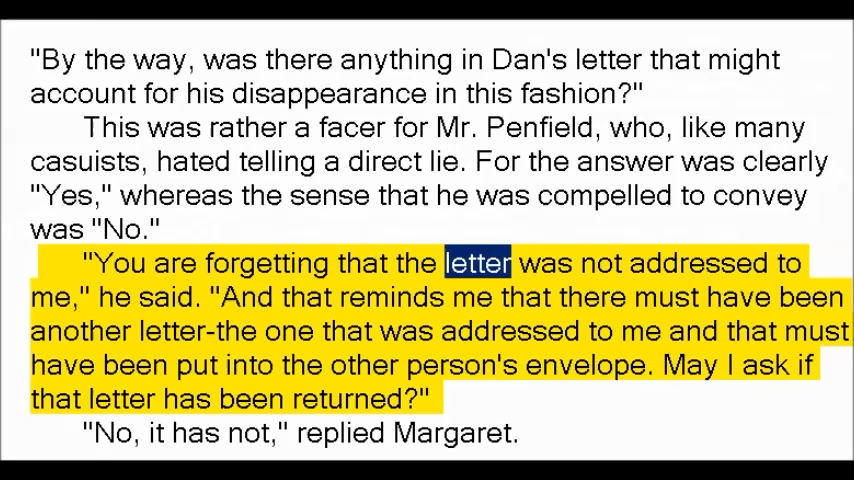 "By the way, was there anything in Dan's letter that might
account for his disappearance in this fashion?"
This was rather a facer for Mr. Penfield, who, like many
casuists, hated telling a direct lie. For the answer was clearly
"Yes," whereas the sense that he was compelled to convey
was "No."
"You are forgetting that the letter was not addressed to
me," he said. "And that reminds me that there must have been
another letter-the one that was addressed to me and that must
have been put into the other person's envelope. May I ask if
that letter has been returned?"
"No, it has not," replied Margaret.